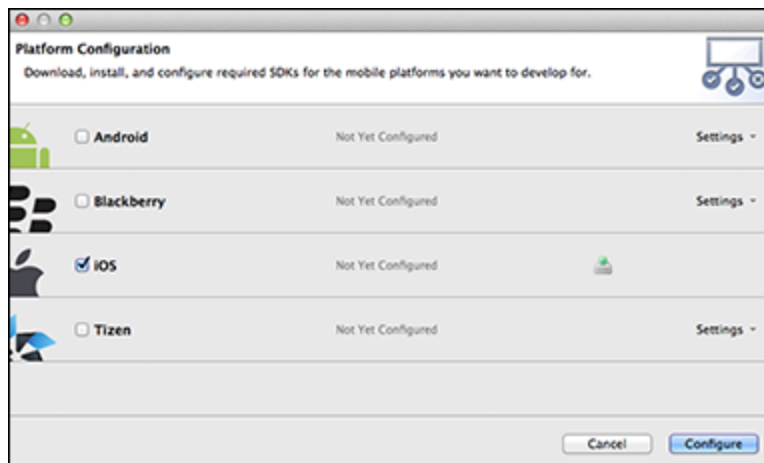 Platform Configuration
Download, install, and configure required SDKs for the mobile platforms you want to develop for.
Android Not Yet Configured Settings
Blackberry Not Yet Configured Settings
iOS Not Yet Configured
Tizen Not Yet Configured Settings
Cancel Configure